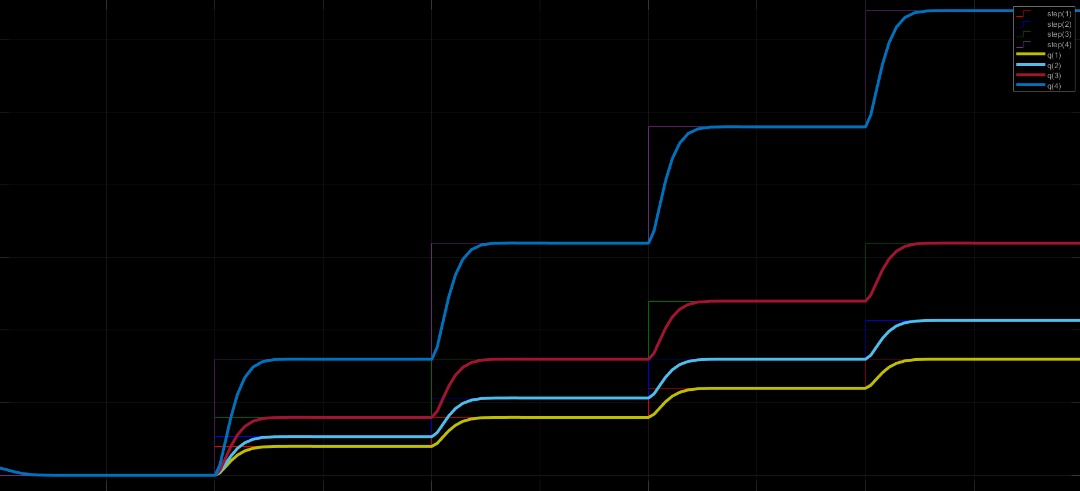 step(1)
step(2)
step(3)
step(4)
q(1)
q(2)
q(3)
q(4)